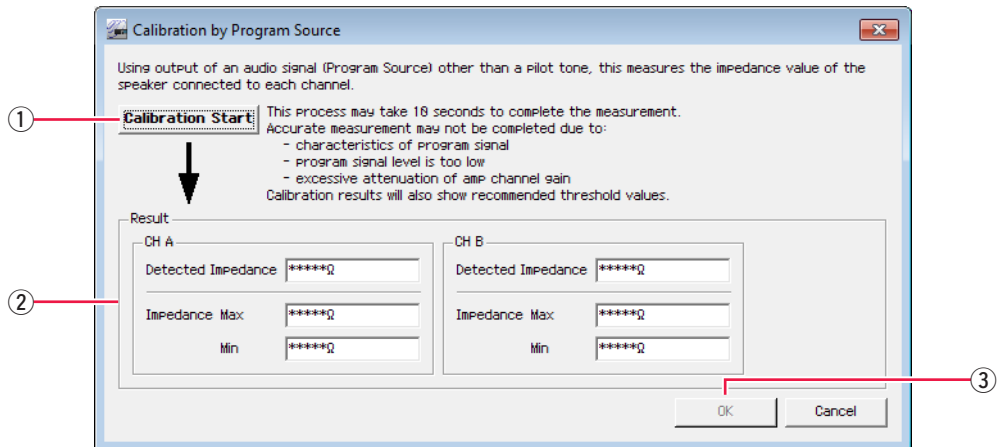 Calibration by Program Source
Using output of an audio signal (Program Source) other than a pilot tone, this measures the impedance value of the
speaker connected to each channel.
①
Calibration Start
This process may take 10 seconds to complete the measurement.
Accurate measurement may not be completed due to:
- characteristics of program signal
- program signal level is too low
- excessive attenuation of amp channel gain
Calibration results will also show recommended threshold values.
②
Result
CH A
Detected Impedance *****Ω
Impedance Max *****Ω
Min *****Ω
CH B
Detected Impedance *****Ω
Impedance Max *****Ω
Min *****Ω
③
OK
Cancel